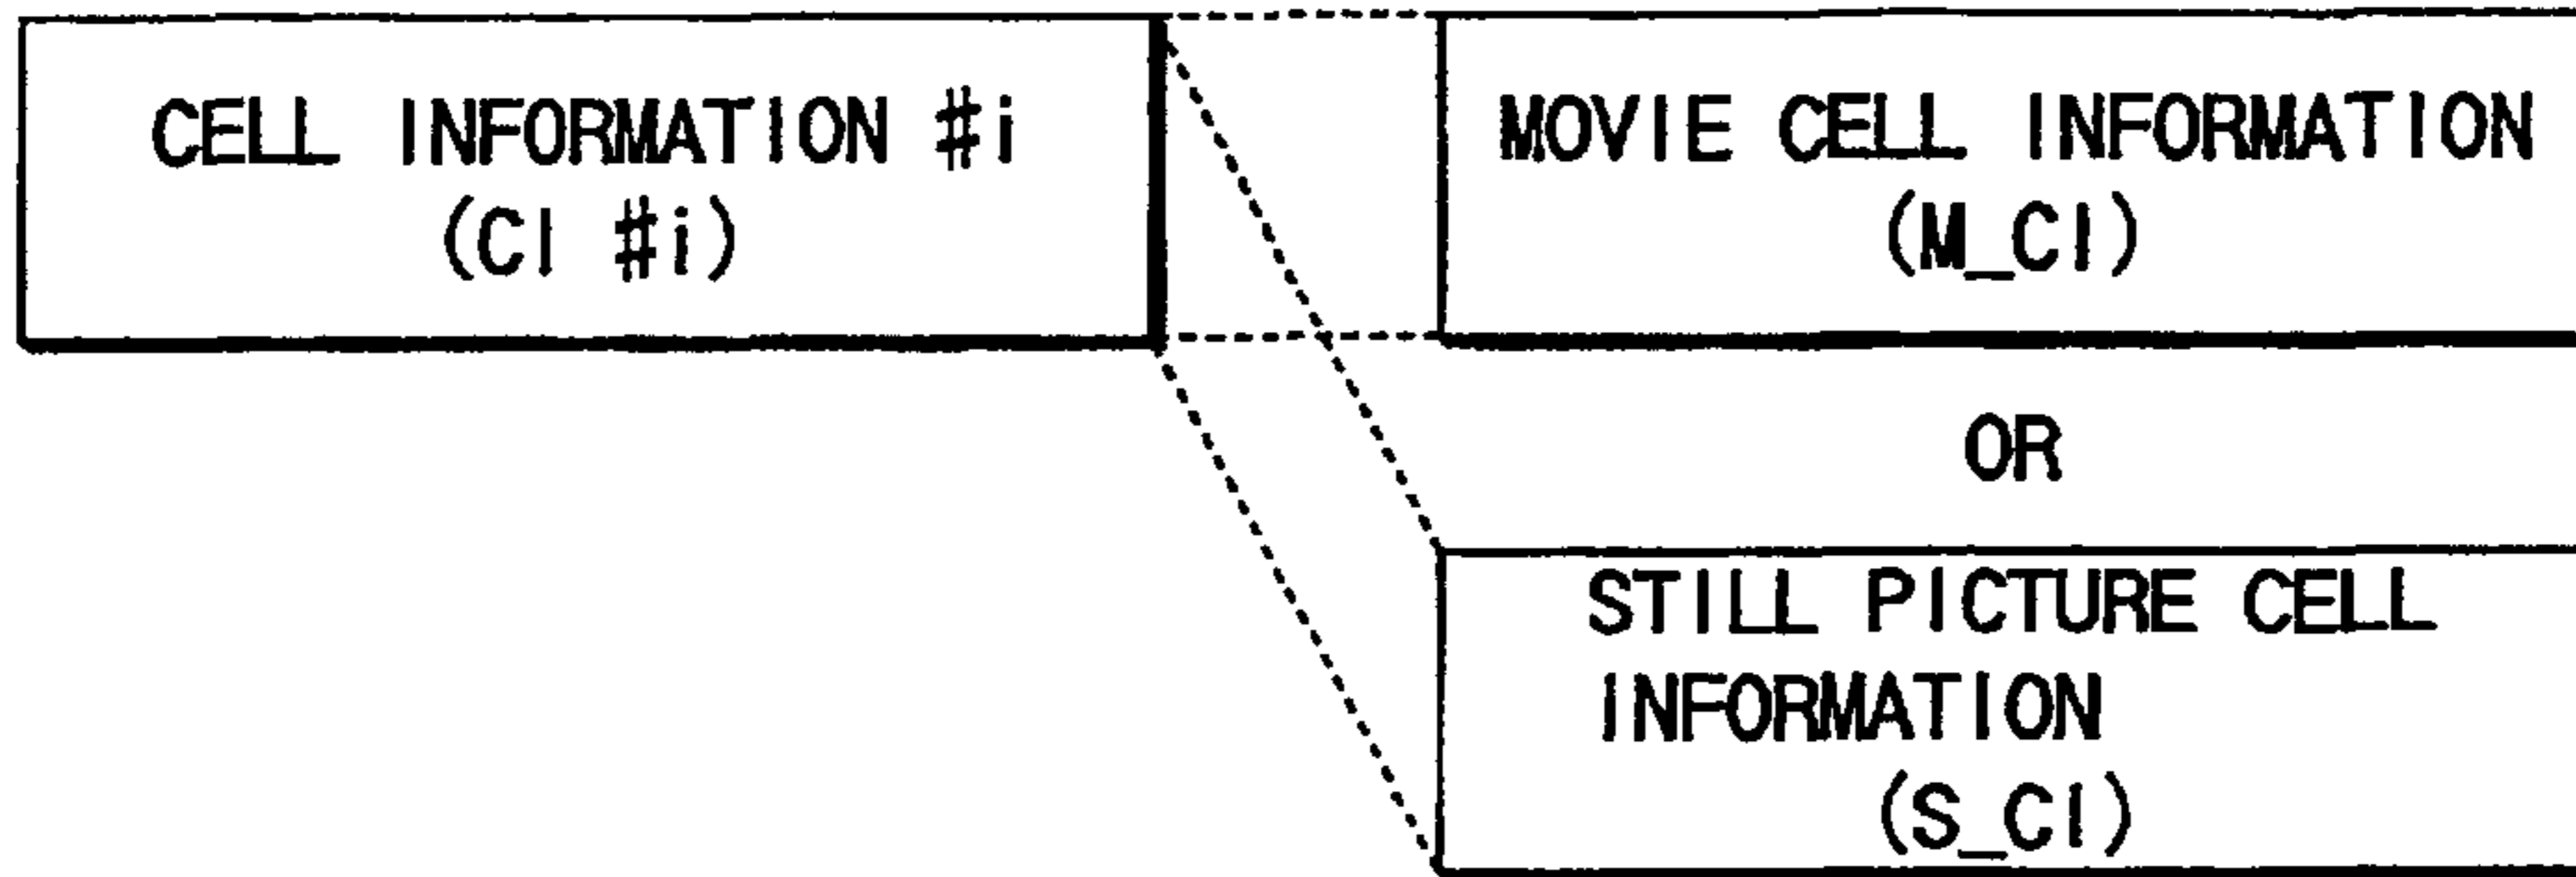 CELL INFORMATION #i
(CI #i)
MOVIE CELL INFORMATION
(M_CI)
OR
STILL PICTURE CELL
INFORMATION
(S_CI)